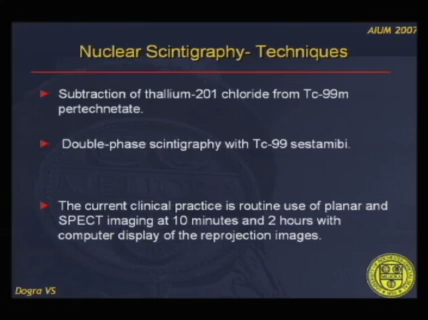 AIUM 2007
Nuclear Scintigraphy- Techniques
Subtraction of thallium-201 chloride from Tc-99m
pertechnetate.
Double-phase scintigraphy with Tc-99 sestamibi.
The current clinical practice is routine use of planar and
SPECT imaging at 10 minutes and 2 hours with
computer display of the reprojection images.
Dogra VS